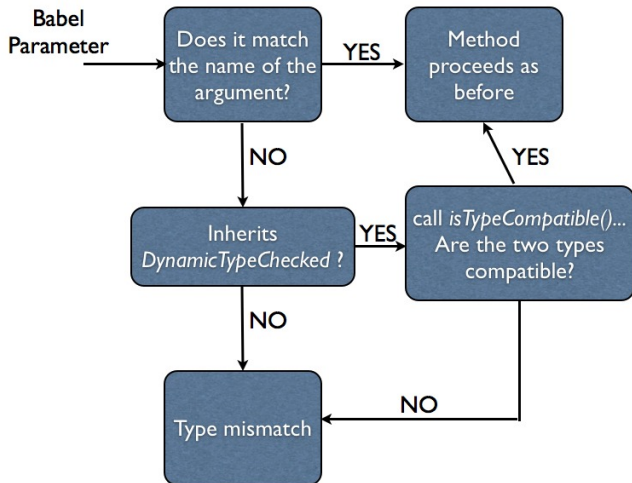 Babel
Parameter
Does it match
the name of the
argument?
YES
Method
proceeds as
before
NO
YES
Inherits
DynamicTypeChecked ?
YES
call isTypeCompatible()...
Are the two types
compatible?
NO
NO
Type mismatch